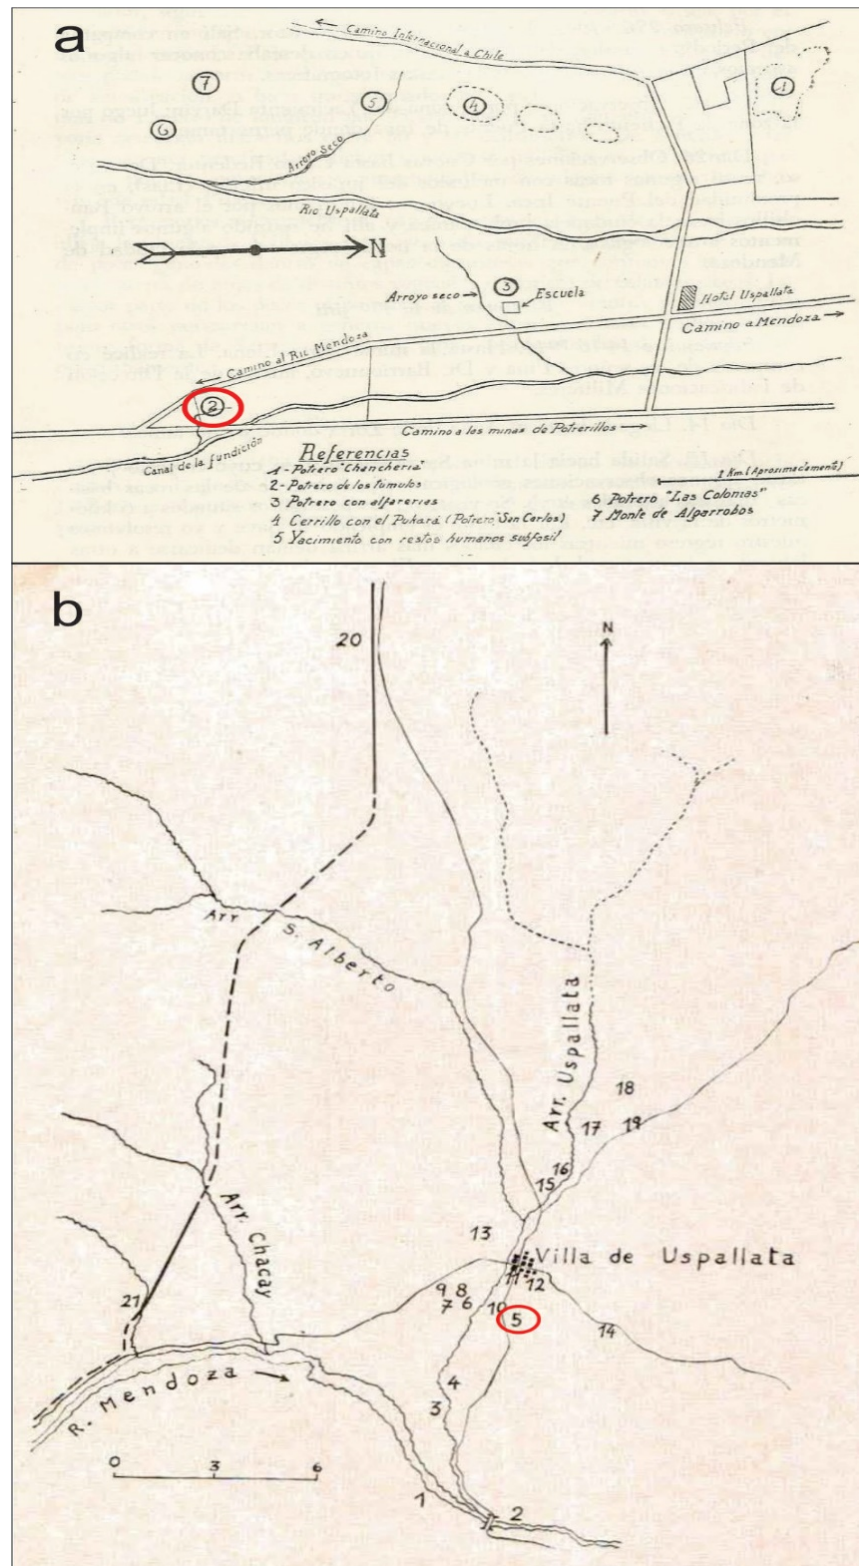 a
Camino Internacional a Chile
7
6
5
4
1
Arroyo Seco
Rio Uspallata
N
3
Arroyo seco
Escuela
Hotel Uspallata
Camino a Mendoza
Camino al Rio Mendoza
2
Canal de la fundición
Camino a las minas de Potrerillos
Referencias
1 Km (Aproximadamente)
1 - Potrero "Chancheria"
2 - Potrero de los túmulos
3 Potrero con alfarerias
4 Cerrillo con el Pukará (Potrero "San Carlos)
5 Yacimiento con restos humanos subfosil
6 Potrero "Las Colonias"
7 Monte de Algarrobos
b
20
N
Arr S. Alberto
Arr. Uspallata
18
17 19
16
15
Arr. Chacay
13
Villa de Uspallata
11 12
9 8
7 6
10
5
14
21
R. Mendoza
4
3
0 3 6
1
2